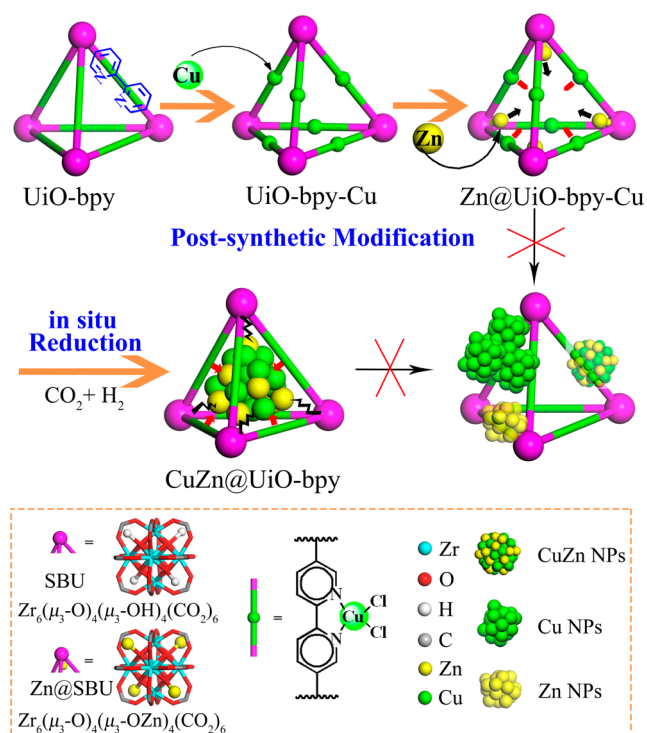 N
N
Cu
Zn
UiO-bpy
UiO-bpy-Cu
Zn@UiO-bpy-Cu
Post-synthetic Modification
in situ
Reduction
CO₂+ H₂
CuZn@UiO-bpy
=
SBU
Zr₆(μ₃-O)₄(μ₃-OH)₄(CO₂)₆
=
Zn@SBU
Zr₆(μ₃-O)₄(μ₃-OZn)₄(CO₂)₆
=
N
N
Cu
Cl
Cl
Zr
O
H
C
Zn
Cu
CuZn NPs
Cu NPs
Zn NPs